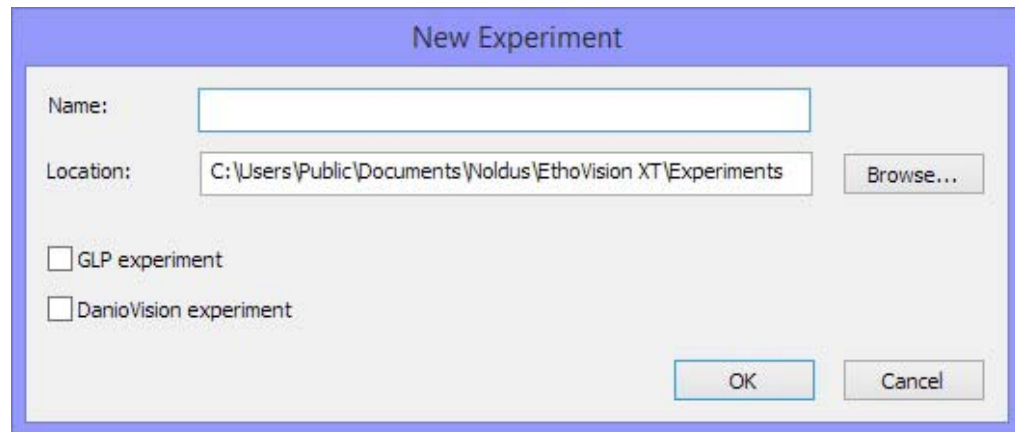 New Experiment
Name:
Location: C:\Users\Public\Documents\Noldus\EthoVision XT\Experiments Browse...
GLP experiment
DanioVision experiment
OK Cancel